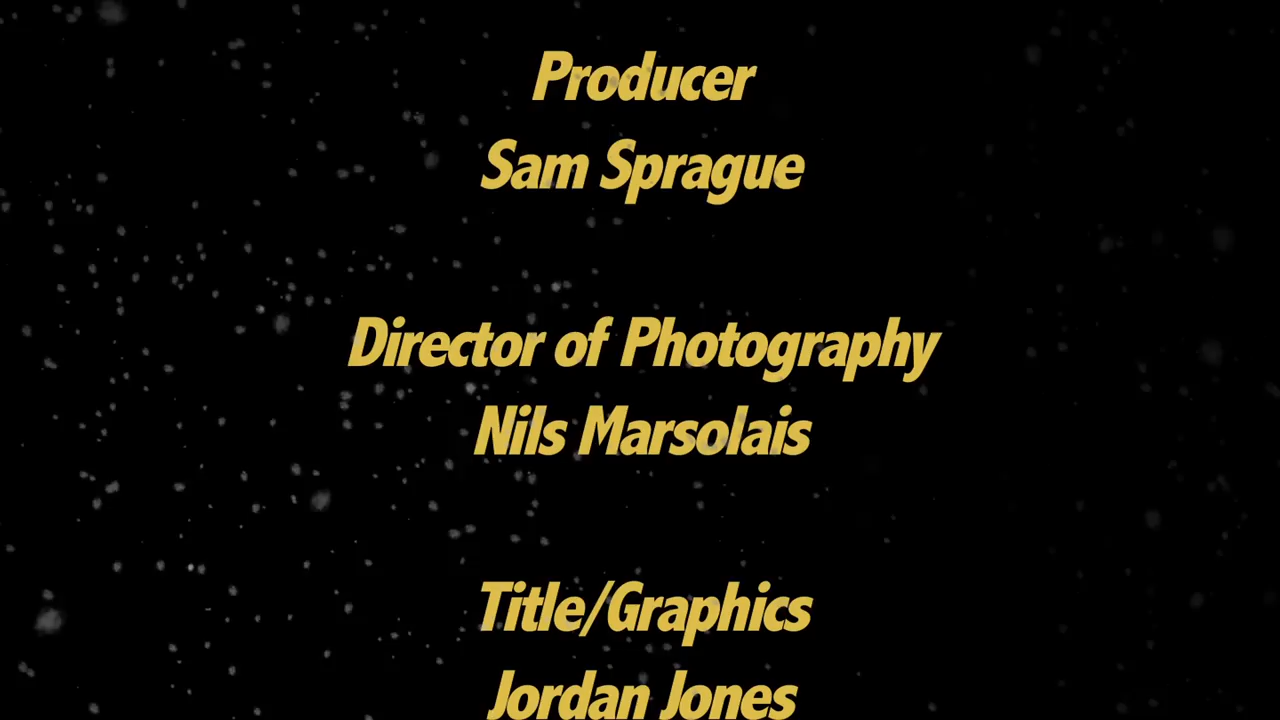 Producer
Sam Sprague
Director of Photography
Nils Marsolais
Title/Graphics
Jordan Jones